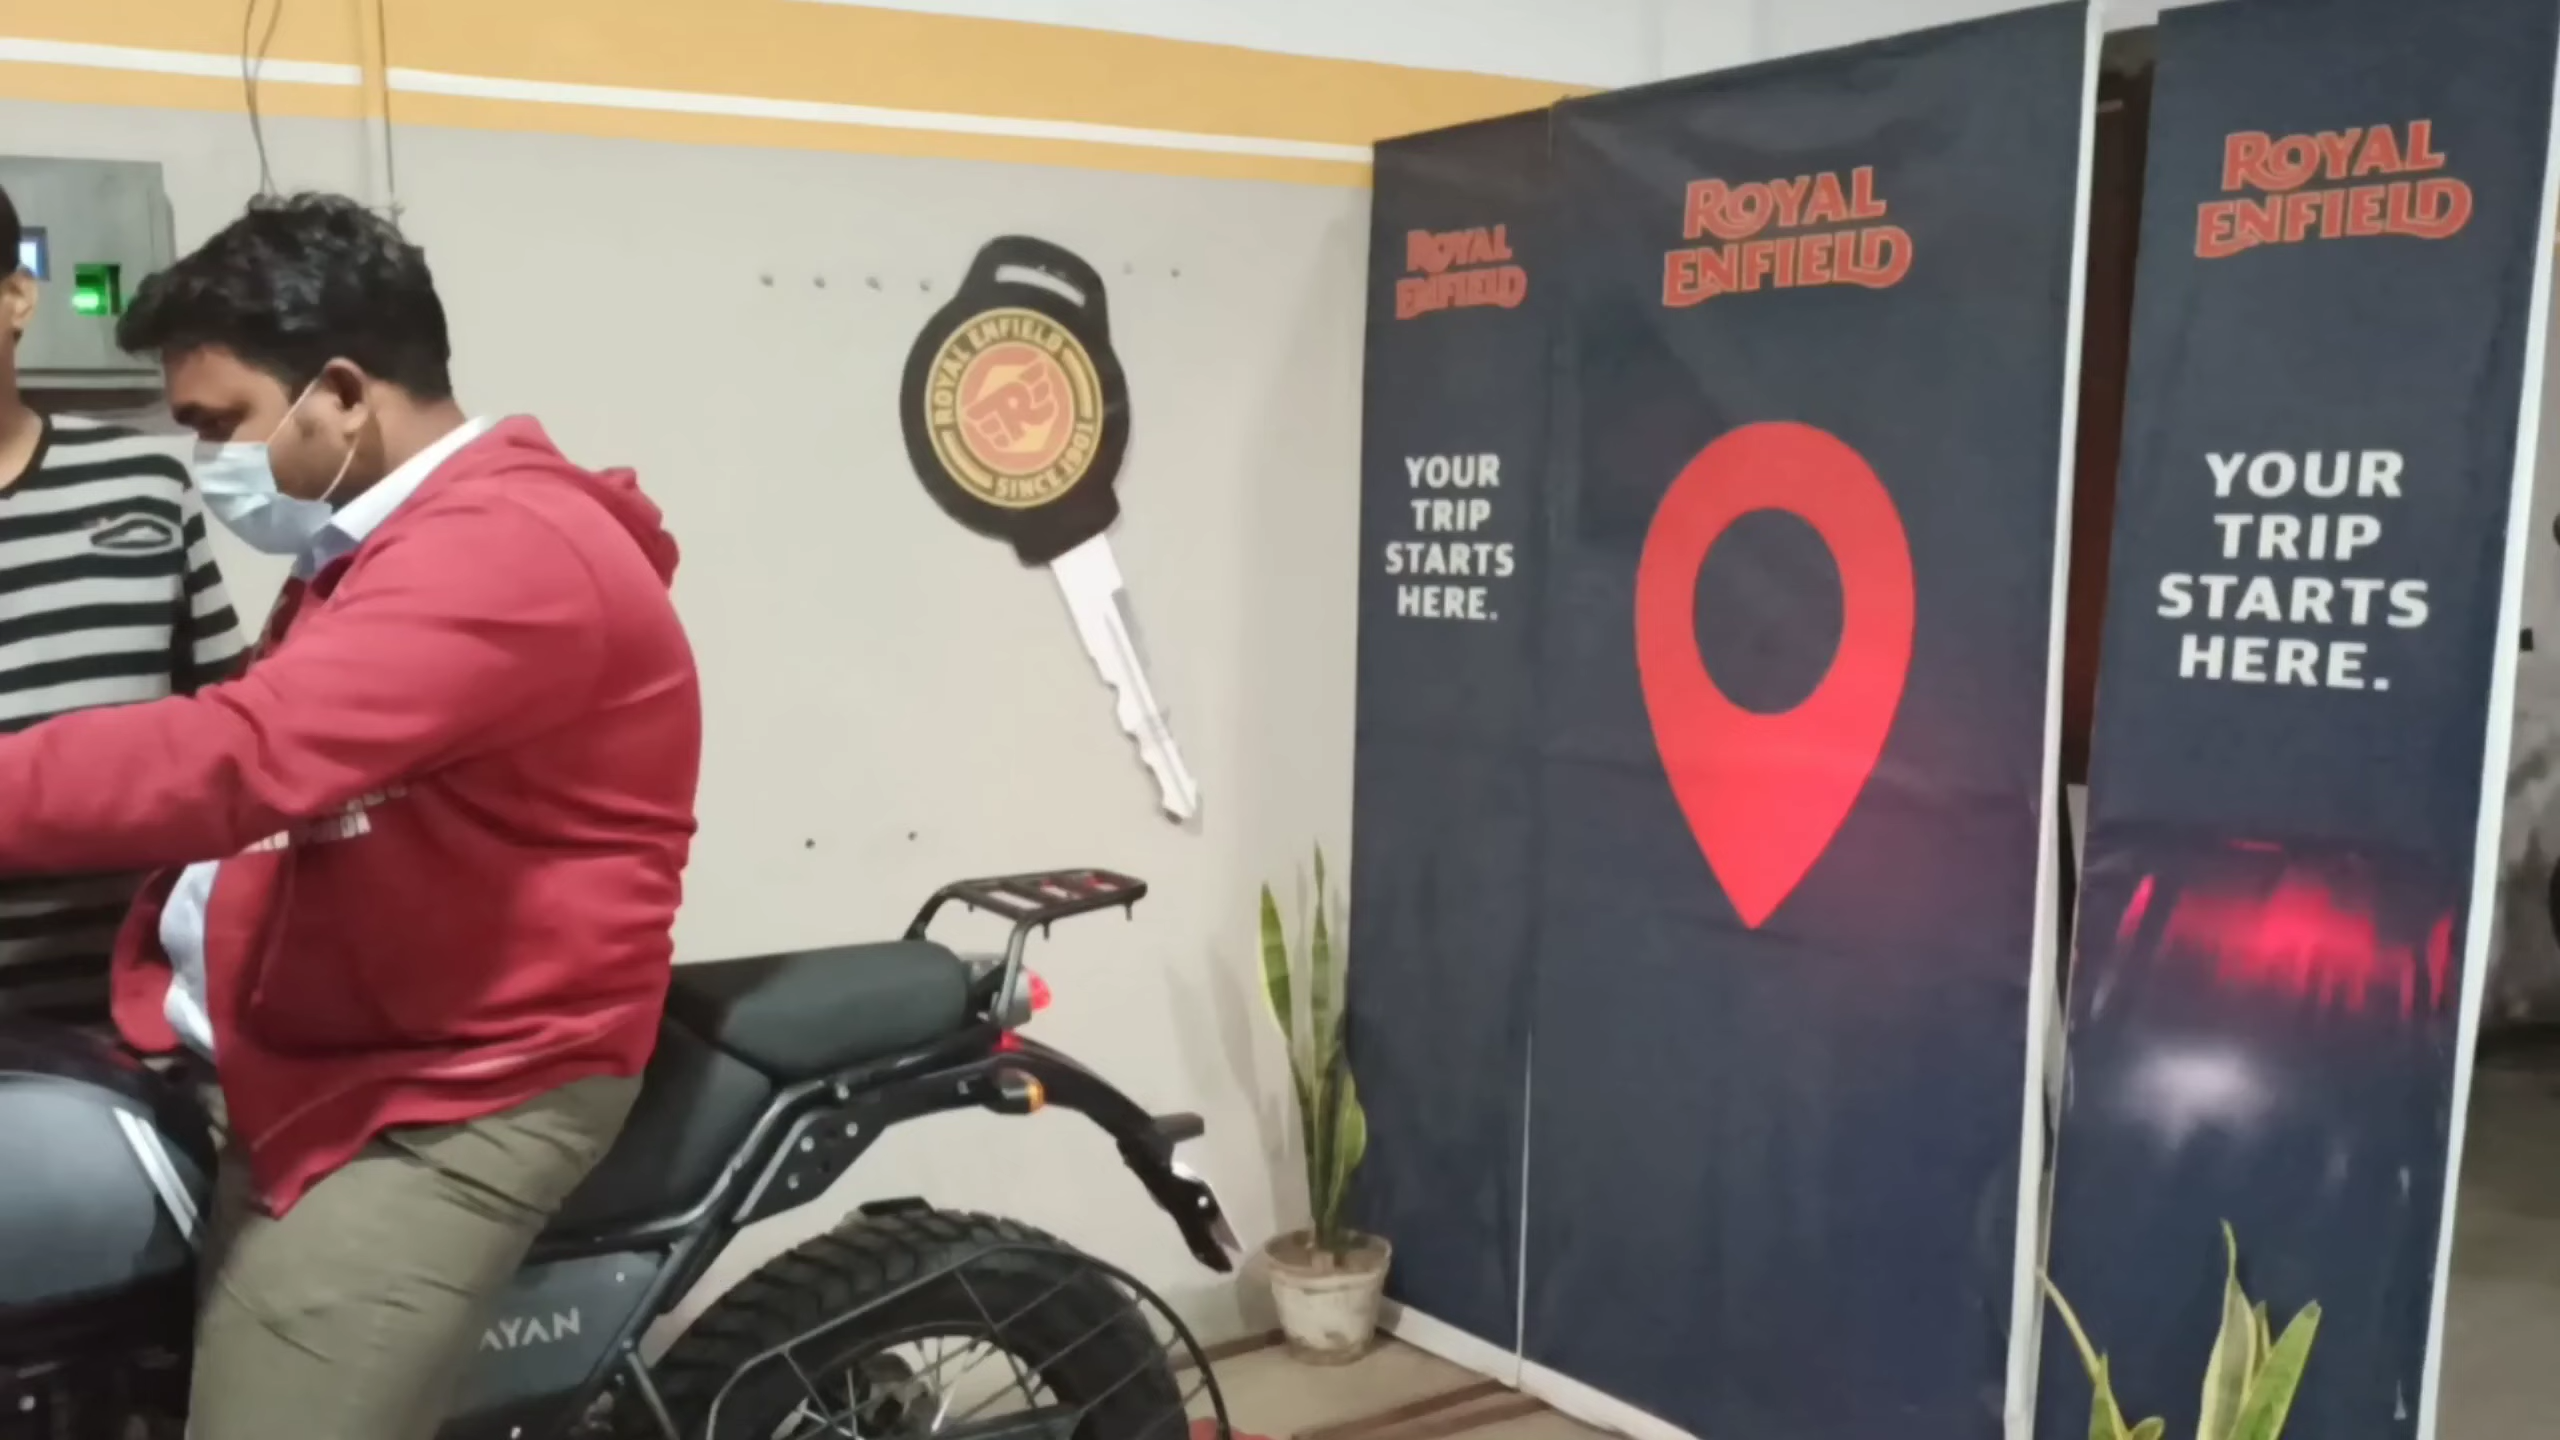 ROYAL ENFIELD
R
SINCE 1901
ROYAL
ENFIELD
YOUR
TRIP
STARTS
HERE.
ROYAL
ENFIELD
ROYAL
ENFIELD
YOUR
TRIP
STARTS
HERE.
AYAN